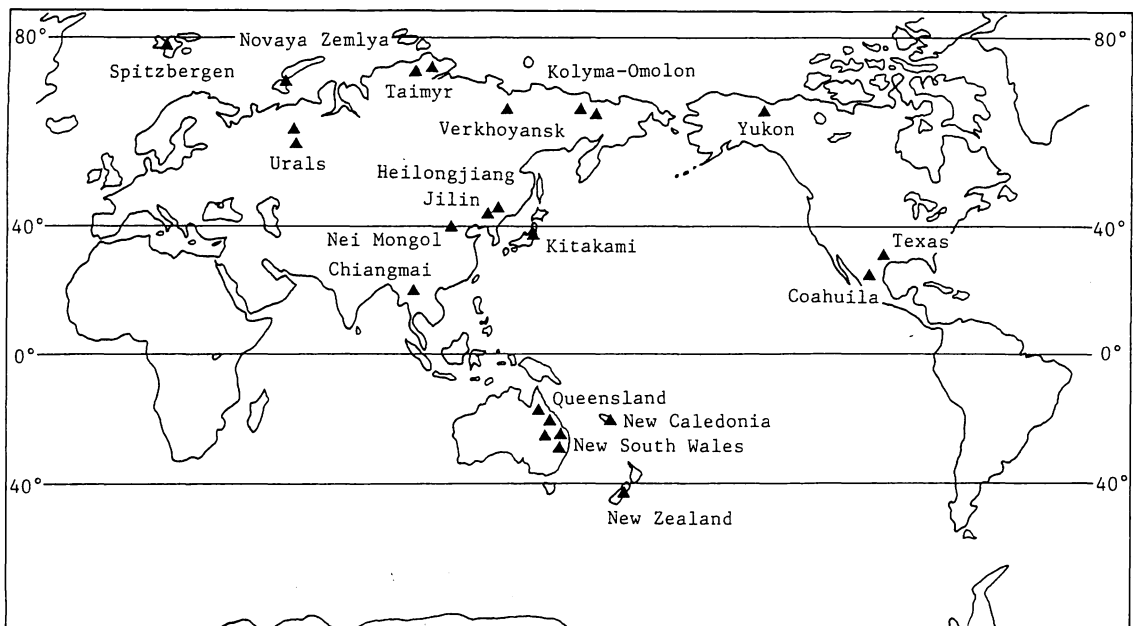 80°
Novaya Zemlya
80°
Spitzbergen
Kolyma-Omolon
Taimyr
Verkhoyansk
Yukon
Urals
Heilongjiang
Jilin
40°
40°
Nei Mongol
Kitakami
Texas
Chiangmai
Coahuila
0°
0°
Queensland
New Caledonia
New South Wales
40°
40°
New Zealand